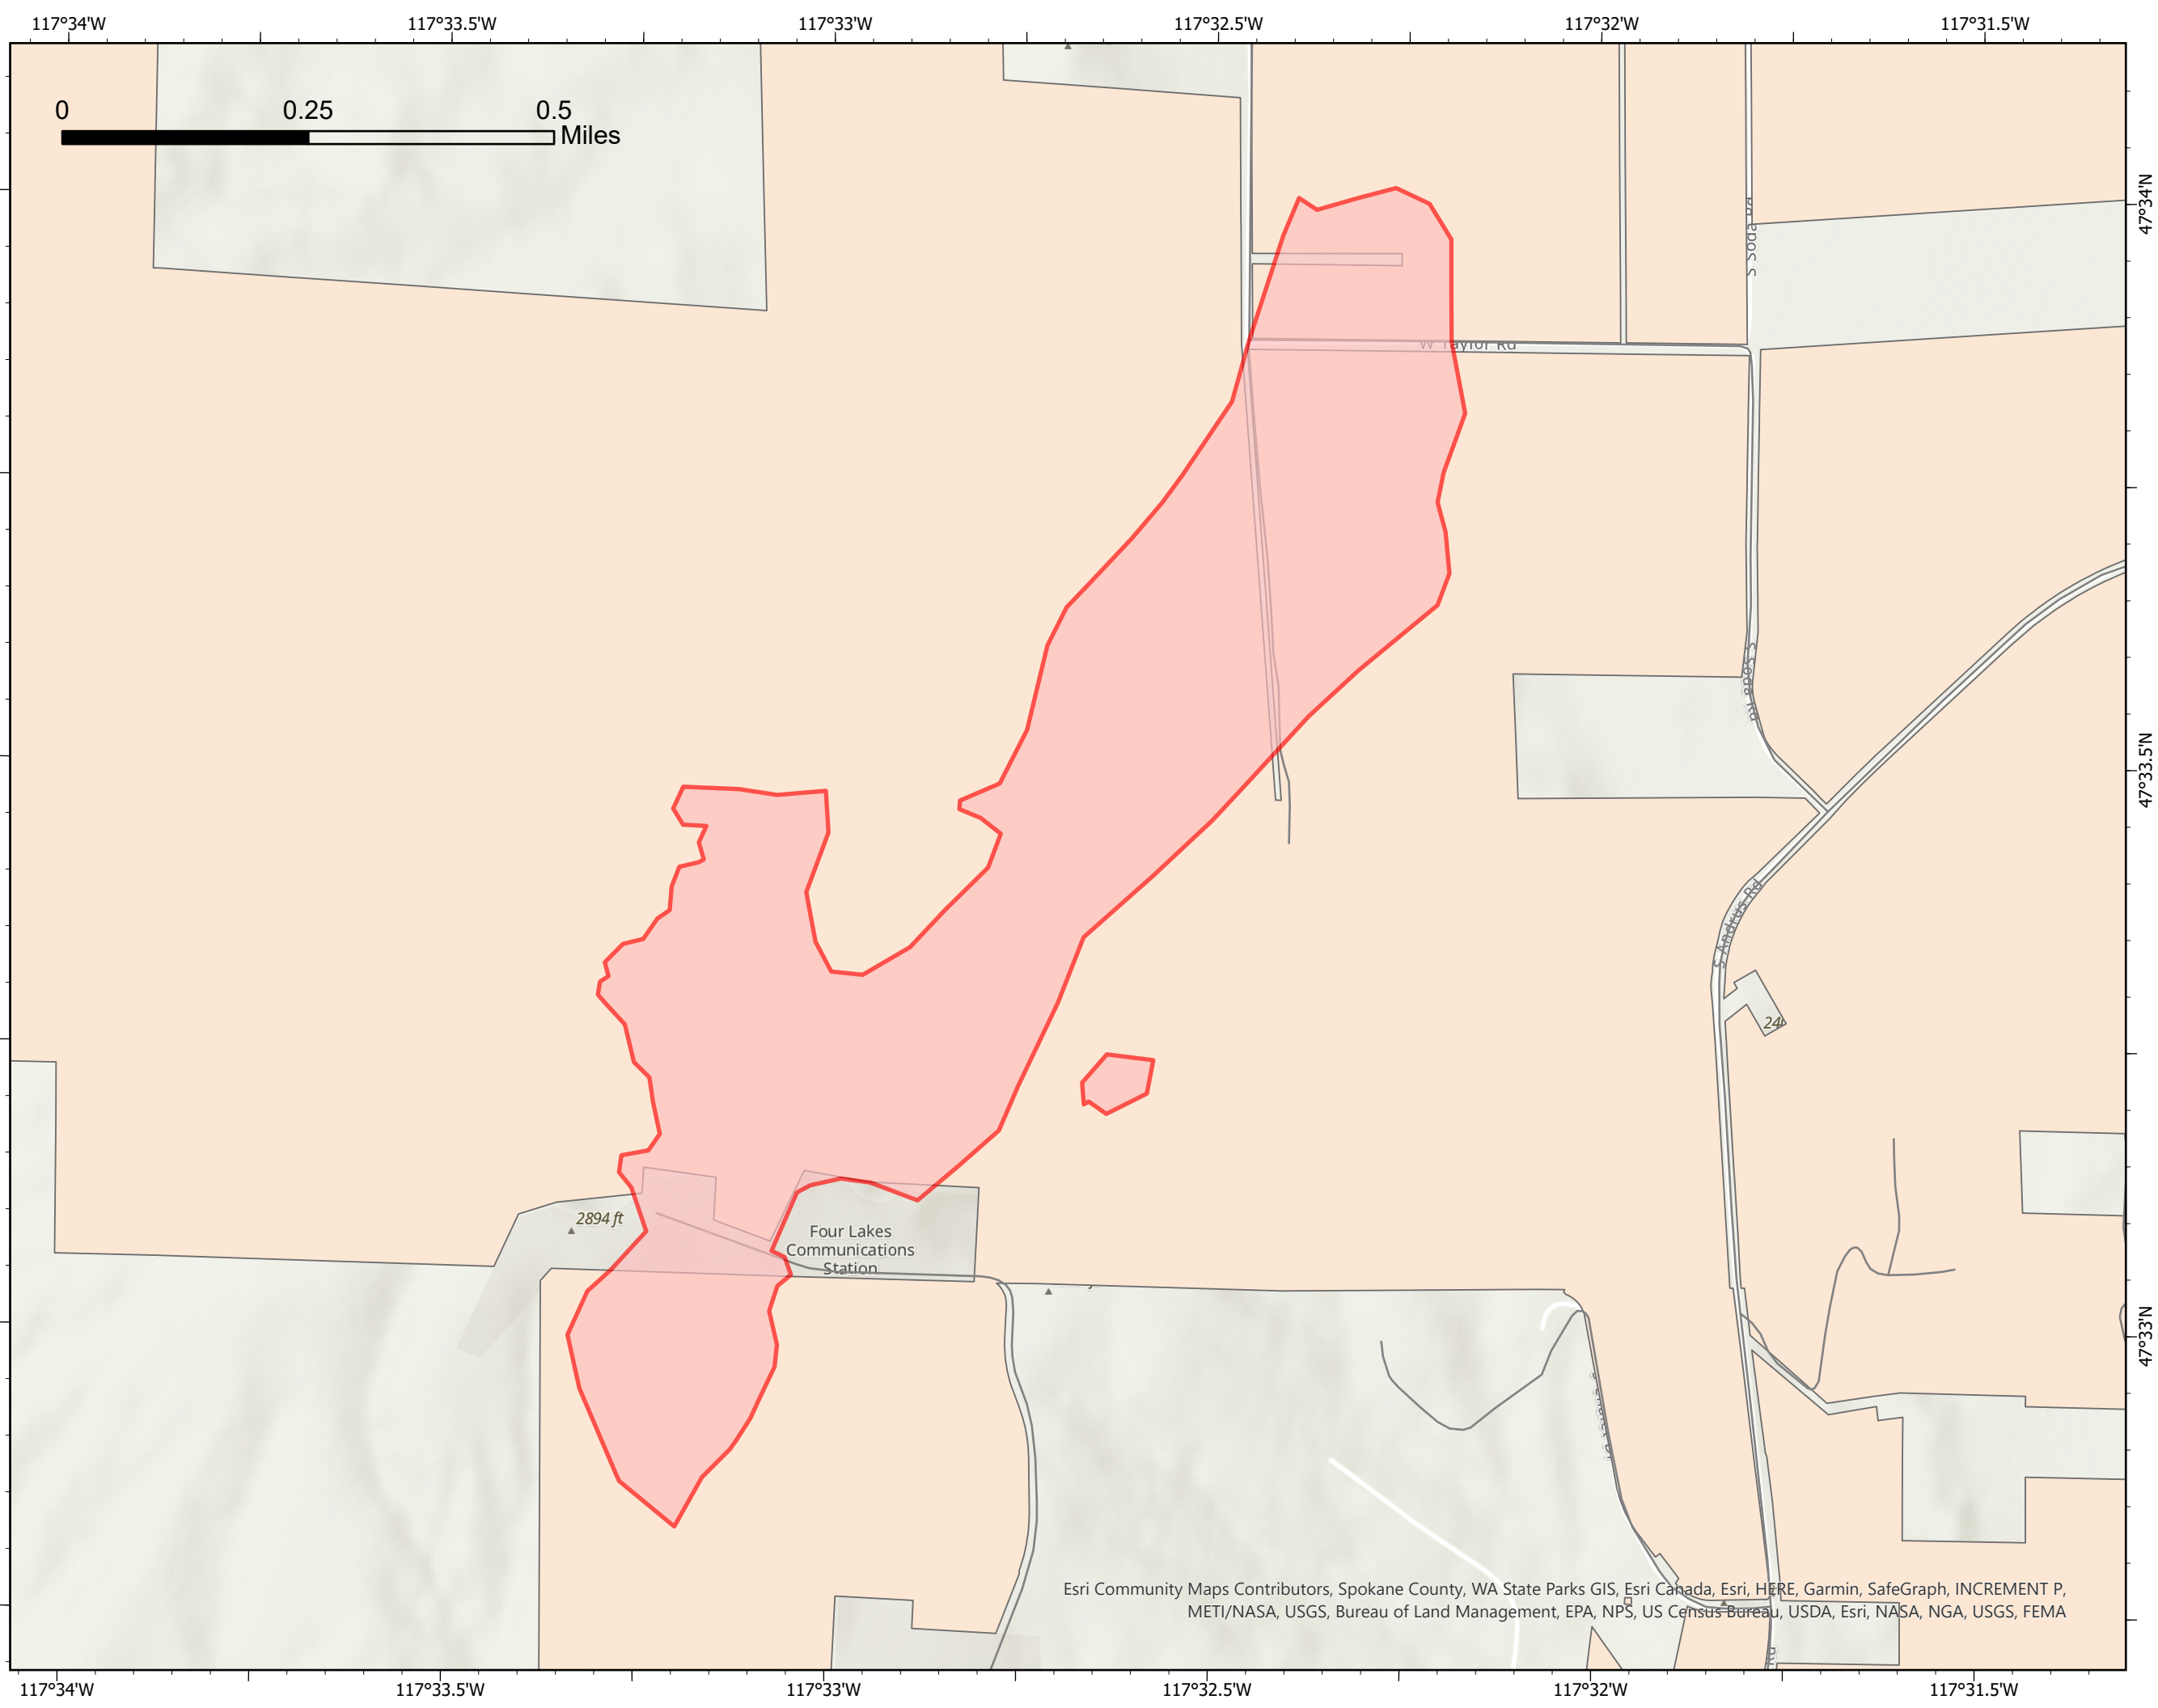 117°34'W 117°33.5'W 117°33'W 117°32.5'W 117°32'W 117°31.5'W
0 0.25 0.5
Miles
47°34'N
S Soda Rd
W Taylor Rd
S Soda Rd
47°33.5'N
S Andrus Rd
24
2894 ft
Four Lakes
Communications
Station
47°33'N
Esri Community Maps Contributors, Spokane County, WA State Parks GIS, Esri Canada, Esri, HERE, Garmin, SafeGraph, INCREMENT P,
METI/NASA, USGS, Bureau of Land Management, EPA, NPS, US Census Bureau, USDA, Esri, NASA, NGA, USGS, FEMA
Rd
117°34'W 117°33.5'W 117°33'W 117°32.5'W 117°32'W 117°31.5'W